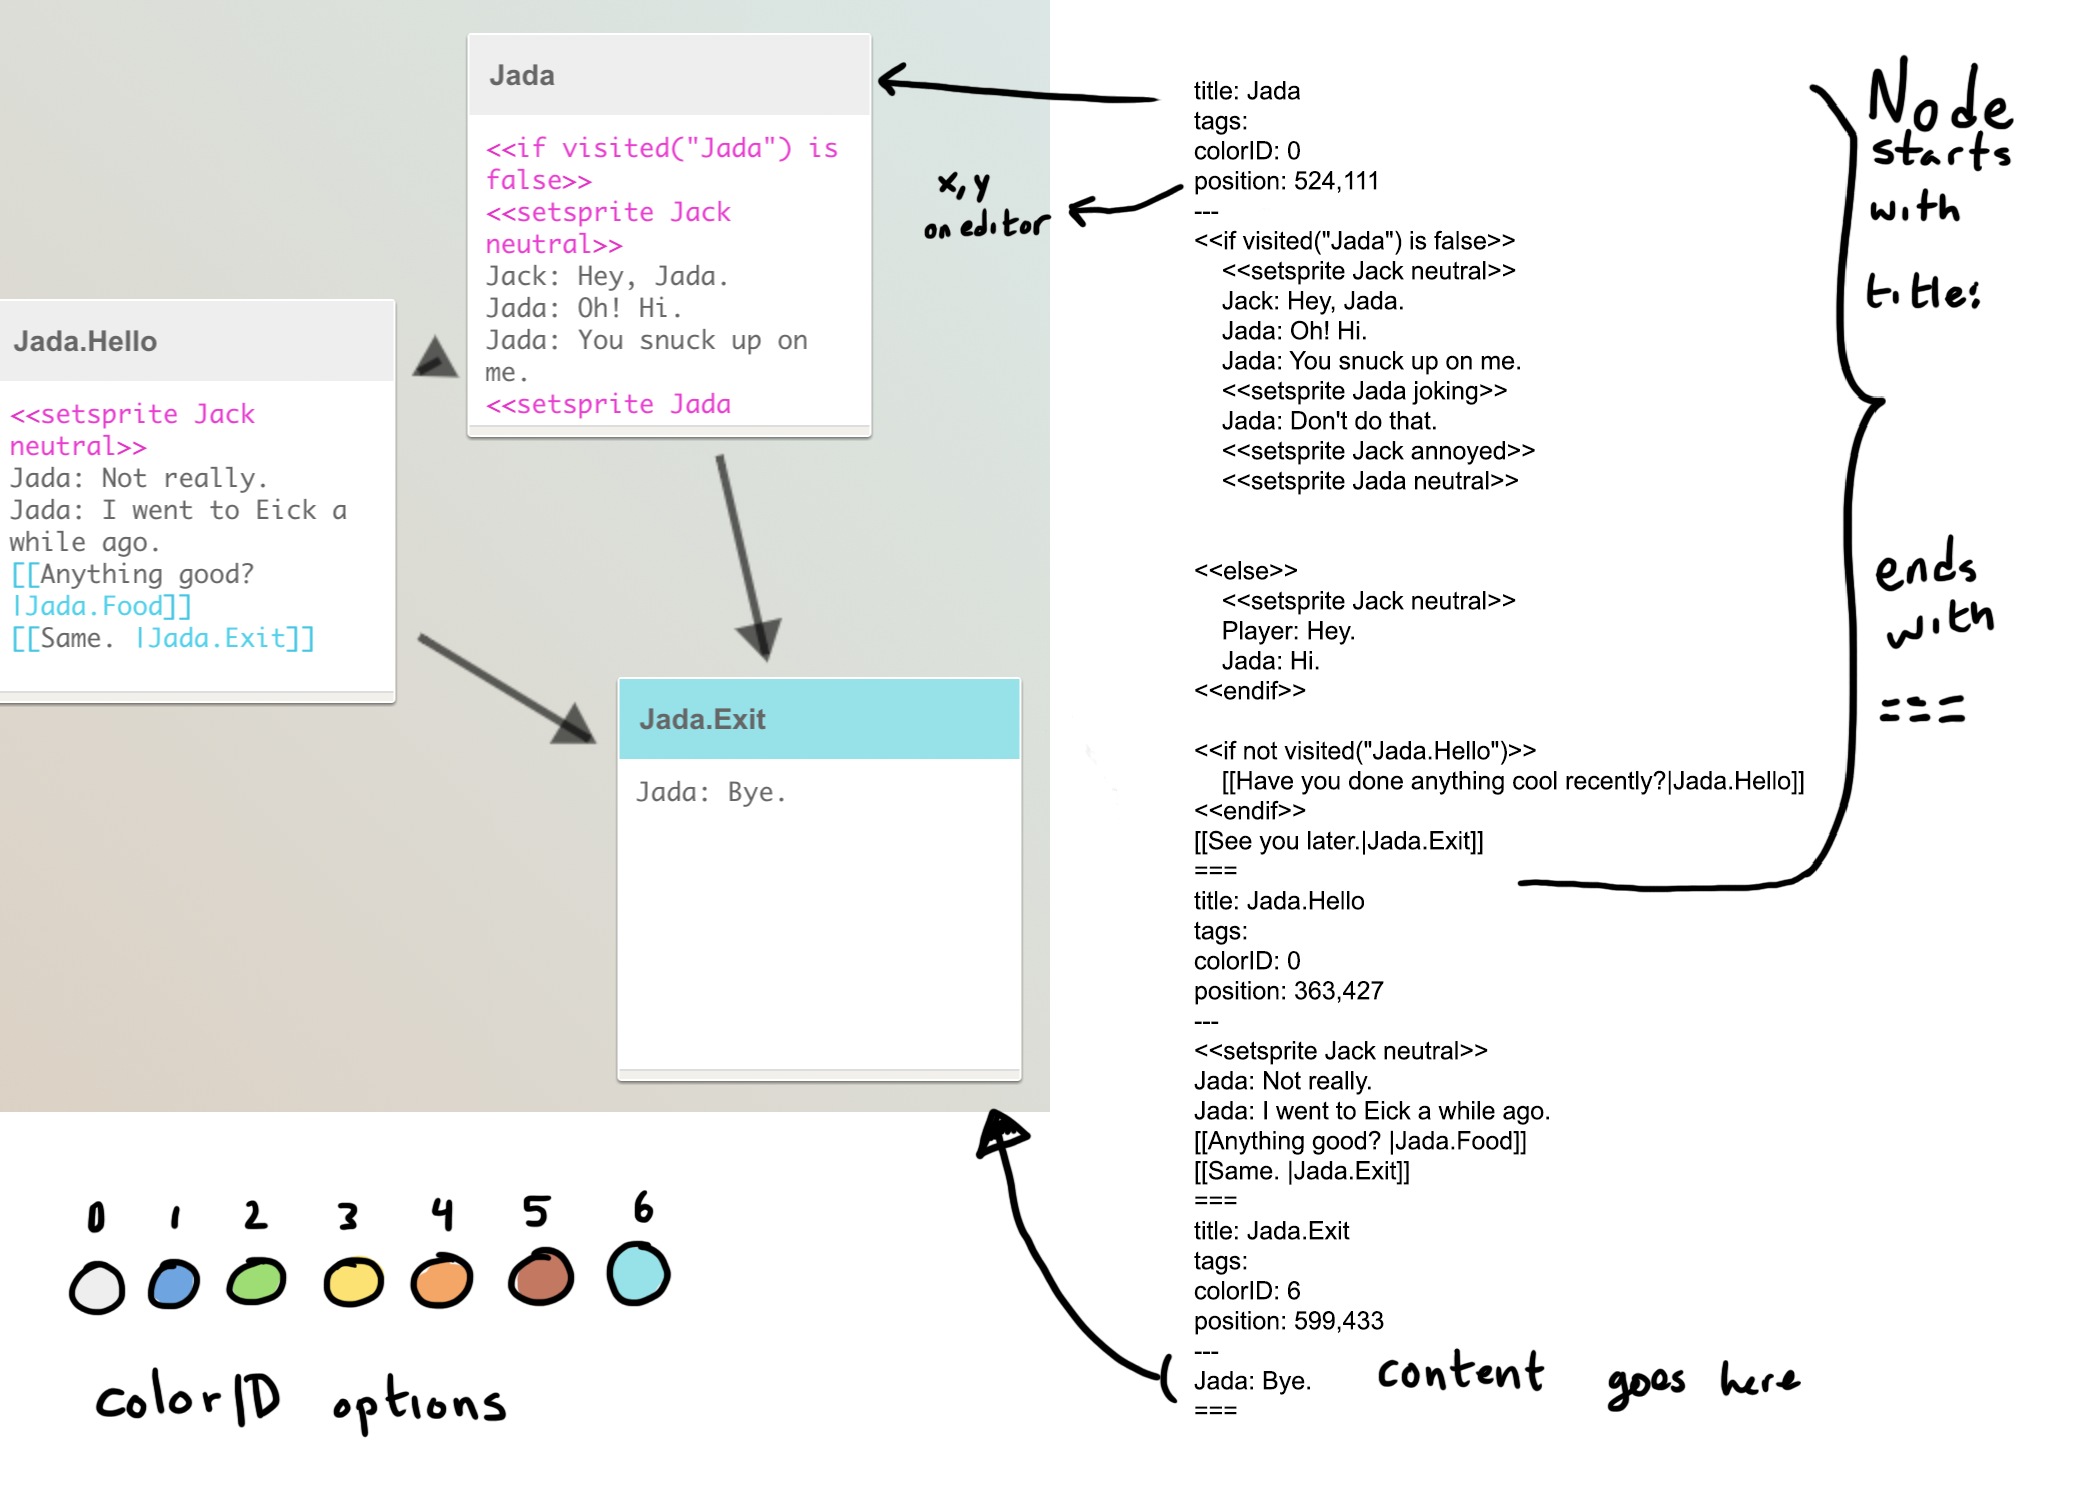 Jada
<<if visited("Jada") is
false>>
<<setsprite Jack
neutral>>
Jack: Hey, Jada.
Jada: Oh! Hi.
Jada: You snuck up on
me.
<<setsprite Jada
Jada.Hello
<<setsprite Jack
neutral>>
Jada: Not really.
Jada: I went to Eick a
while ago.
[[Anything good?
|Jada.Food]]
[[Same. |Jada.Exit]]
Jada.Exit
Jada: Bye.
x, y
on editor
title: Jada
tags:
colorID: 0
position: 524,111
---
<<if visited("Jada") is false>>
<<setsprite Jack neutral>>
Jack: Hey, Jada.
Jada: Oh! Hi.
Jada: You snuck up on me.
<<setsprite Jada joking>>
Jada: Don't do that.
<<setsprite Jack annoyed>>
<<setsprite Jada neutral>>
<<else>>
<<setsprite Jack neutral>>
Player: Hey.
Jada: Hi.
<<endif>>
<<if not visited("Jada.Hello")>>
[[Have you done anything cool recently?|Jada.Hello]]
<<endif>>
[[See you later.|Jada.Exit]]
===
title: Jada.Hello
tags:
colorID: 0
position: 363,427
---
<<setsprite Jack neutral>>
Jada: Not really.
Jada: I went to Eick a while ago.
[[Anything good? |Jada.Food]]
[[Same. |Jada.Exit]]
===
title: Jada.Exit
tags:
colorID: 6
position: 599,433
---
Jada: Bye.
===
content goes here
Node
starts
with
title:
ends
with
===
0 1 2 3 4 5 6
colorID options